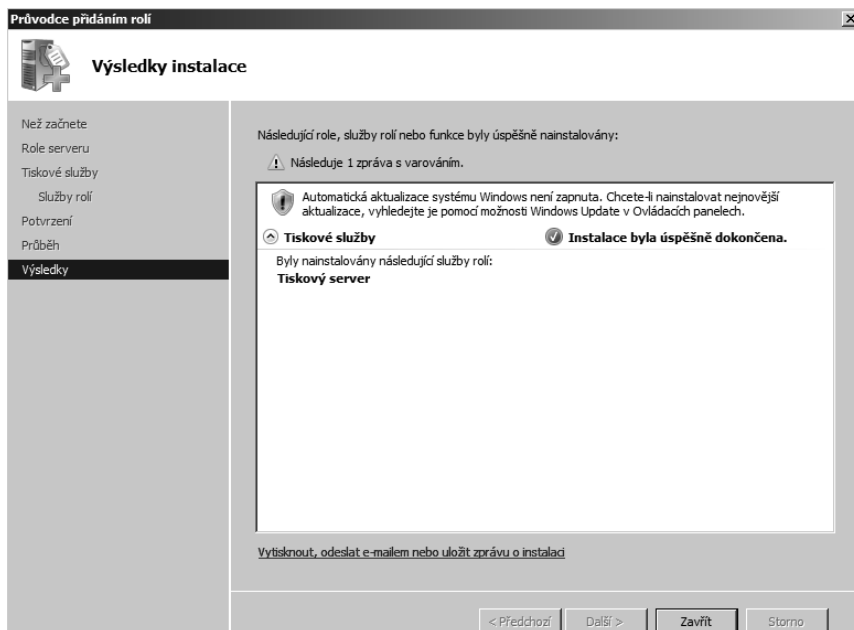 Průvodce přidáním rolí
Výsledky instalace
Než začnete
Role serveru
Tiskové služby
Služby rolí
Potvrzení
Průběh
Výsledky
Následující role, služby rolí nebo funkce byly úspěšně nainstalovány:
Následuje 1 zpráva s varováním.
Automatická aktualizace systému Windows není zapnuta. Chcete-li nainstalovat nejnovější
aktualizace, vyhledejte je pomocí možnosti Windows Update v Ovládacích panelech.
Tiskové služby Instalace byla úspěšně dokončena.
Byly nainstalovány následující služby rolí:
Tiskový server
Vytisknout, odeslat e-mailem nebo uložit zprávu o instalaci
< Předchozí Další > Zavřít Storno